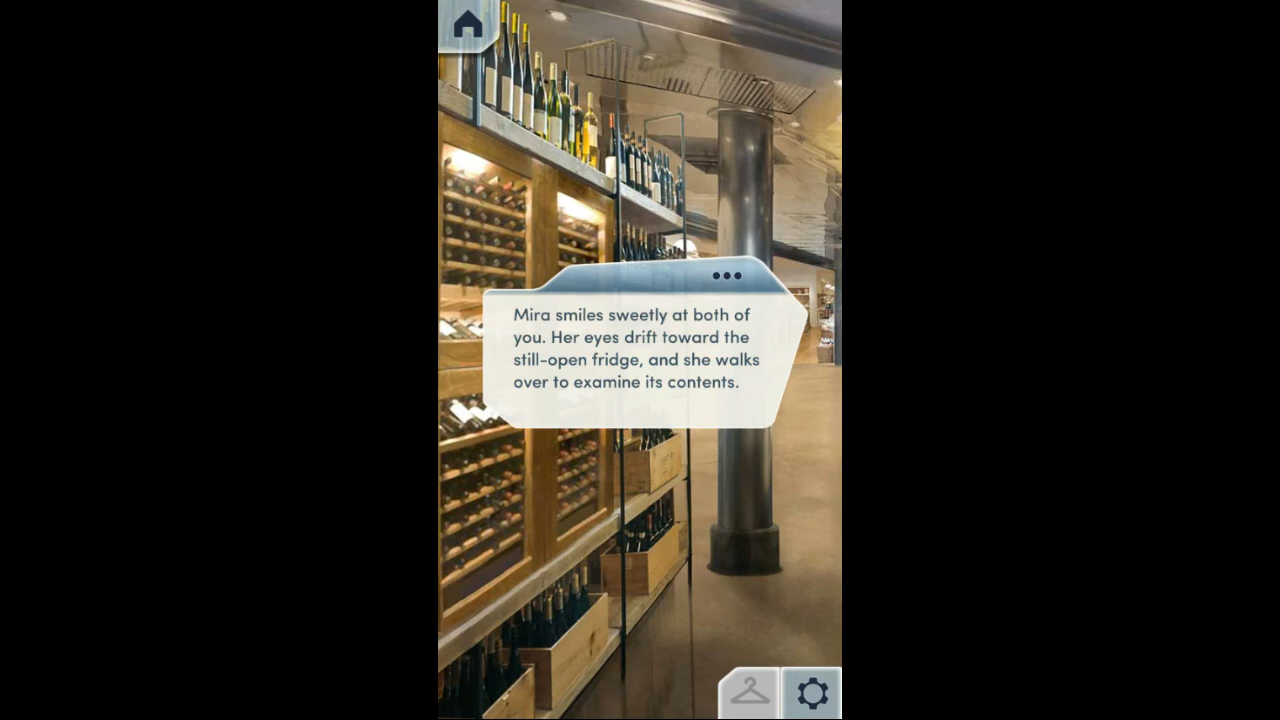 Mira smiles sweetly at both of
you. Her eyes drift toward the
still-open fridge, and she walks
over to examine its contents.